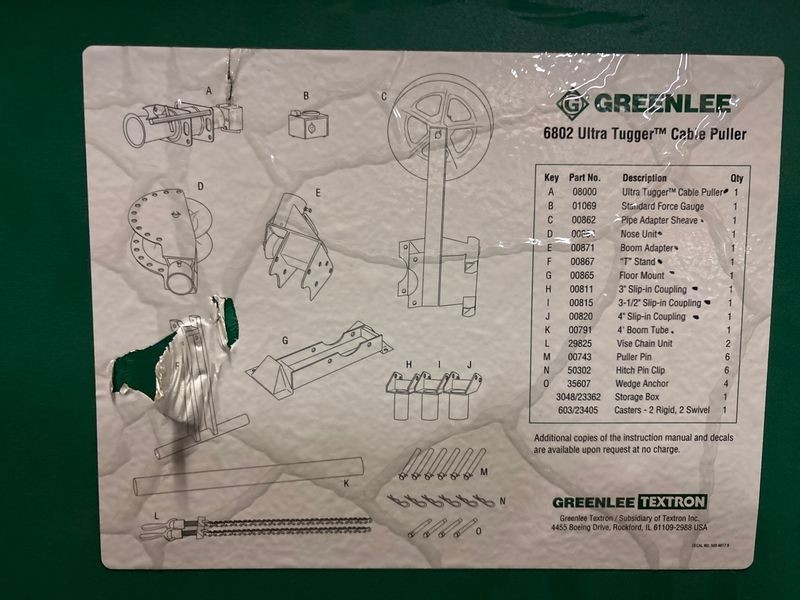 GREENLEE
6802 Ultra Tugger™ Cable Puller
Key Part No. Description Qty
A 08000 Ultra Tugger™ Cable Puller 1
B 01069 Standard Force Gauge 1
C 00862 Pipe Adapter Sheave 1
D Nose Unit 1
E 00871 Boom Adapter 1
F 00867 "T" Stand 1
G 00865 Floor Mount 1
H 00811 3" Slip-in Coupling 1
I 00815 3-1/2" Slip-in Coupling 1
J 00820 4" Slip-in Coupling 1
K 00791 4' Boom Tube 1
L 29825 Vise Chain Unit 2
M 00743 Puller Pin 6
N 50302 Hitch Pin Clip 6
O 35607 Wedge Anchor 4
3048/23362 Storage Box 1
603/23405 Casters - 2 Rigid, 2 Swivel 1
Additional copies of the instruction manual and decals
are available upon request at no charge.
GREENLEE TEXTRON
Greenlee Textron / Subsidiary of Textron Inc.
4455 Boeing Drive, Rockford, IL 61109-2988 USA
A
B
C
D
E
F
G
H I J
K
L
M
N
O